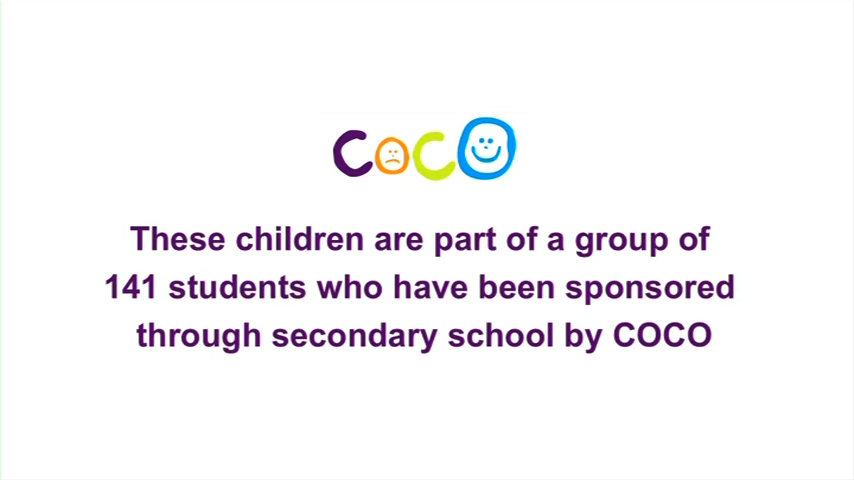 COCO
These children are part of a group of
141 students who have been sponsored
through secondary school by COCO